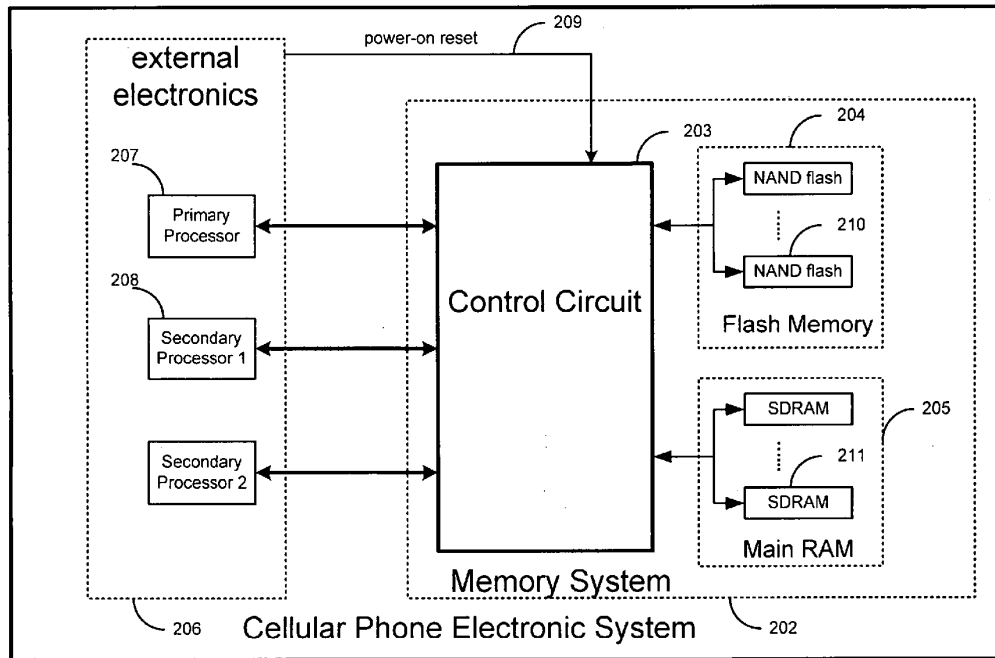 209
power-on reset
external
electronics
203
204
207
NAND flash
Primary
Processor
210
NAND flash
208
Control Circuit
Flash Memory
Secondary
Processor 1
SDRAM
205
211
Secondary
Processor 2
SDRAM
Main RAM
Memory System
206
Cellular Phone Electronic System
202